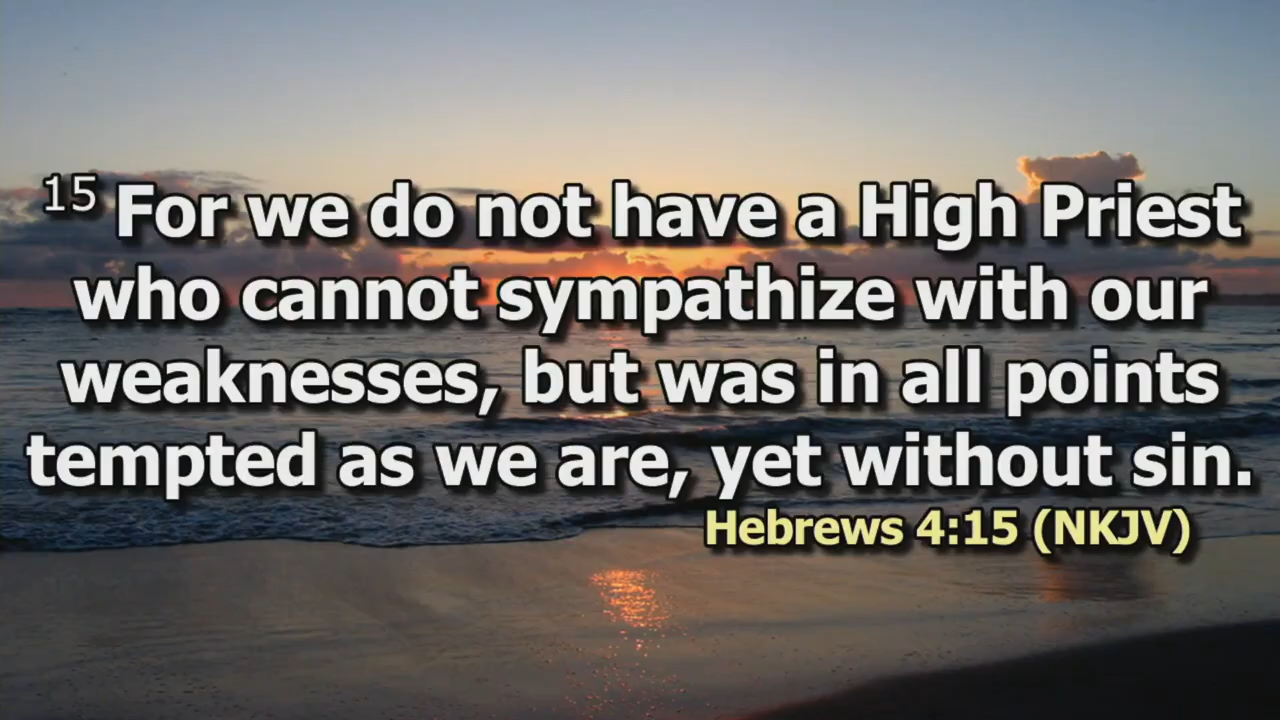 15 For we do not have a High Priest
who cannot sympathize with our
weaknesses, but was in all points
tempted as we are, yet without sin.
Hebrews 4:15 (NKJV)